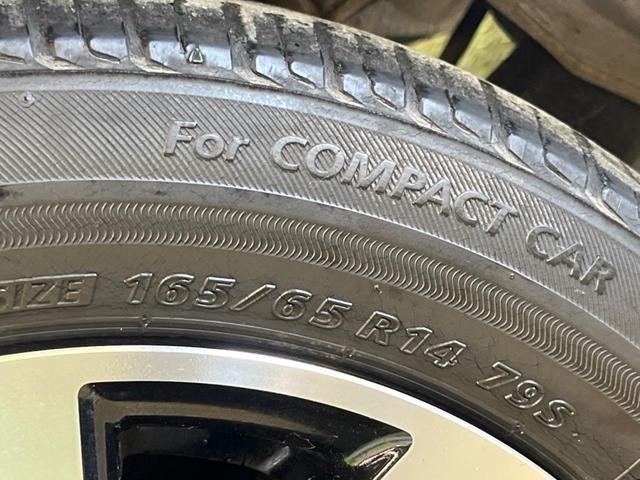 For COMPACT CAR
SIZE 165/65 R14 79S